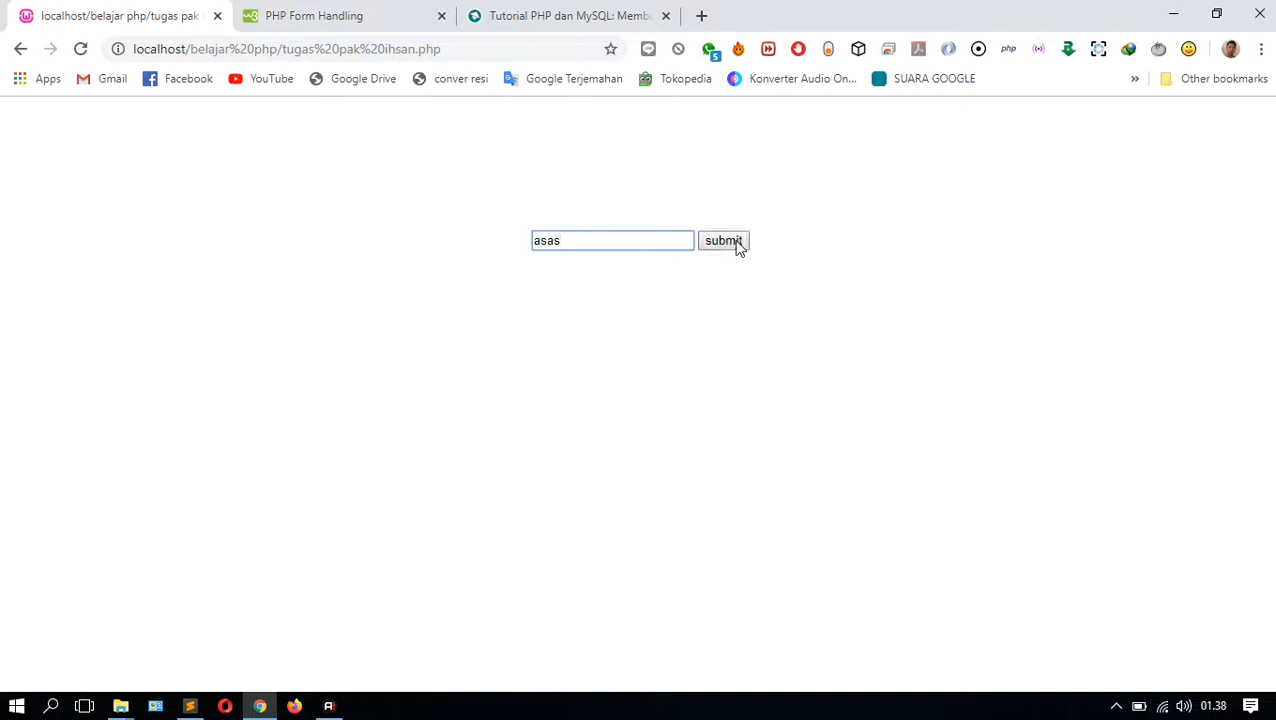 localhost/belajar php/tugas pak
PHP Form Handling
Tutorial PHP dan MySQL: Memb
localhost/belajar%20php/tugas%20pak%20ihsan.php
5
php
Apps
Gmail
Facebook
YouTube
Google Drive
conver resi
Google Terjemahan
Tokopedia
Konverter Audio On...
SUARA GOOGLE
»
Other bookmarks
asas
submit
01.38